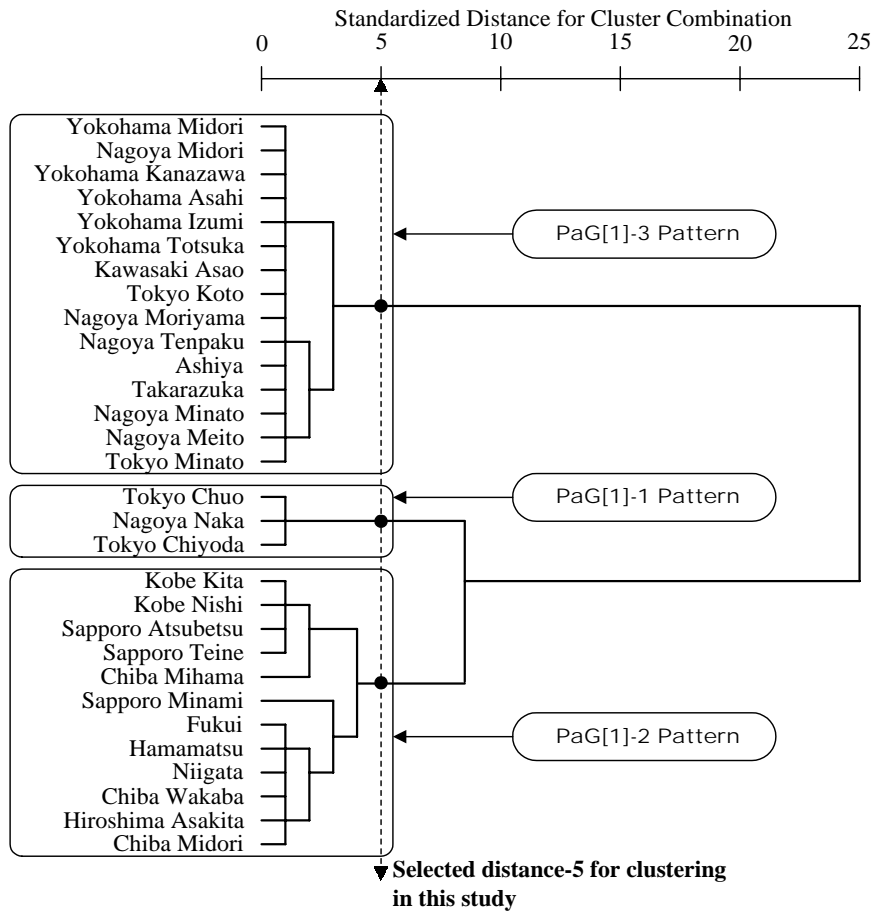 Standardized Distance for Cluster Combination
0 5 10 15 20 25
Yokohama Midori
Nagoya Midori
Yokohama Kanazawa
Yokohama Asahi
Yokohama Izumi
Yokohama Totsuka
Kawasaki Asao
Tokyo Koto
Nagoya Moriyama
Nagoya Tenpaku
Ashiya
Takarazuka
Nagoya Minato
Nagoya Meito
Tokyo Minato
PaG[1]-3 Pattern
Tokyo Chuo
Nagoya Naka
Tokyo Chiyoda
PaG[1]-1 Pattern
Kobe Kita
Kobe Nishi
Sapporo Atsubetsu
Sapporo Teine
Chiba Mihama
Sapporo Minami
Fukui
Hamamatsu
Niigata
Chiba Wakaba
Hiroshima Asakita
Chiba Midori
PaG[1]-2 Pattern
Selected distance-5 for clustering
in this study